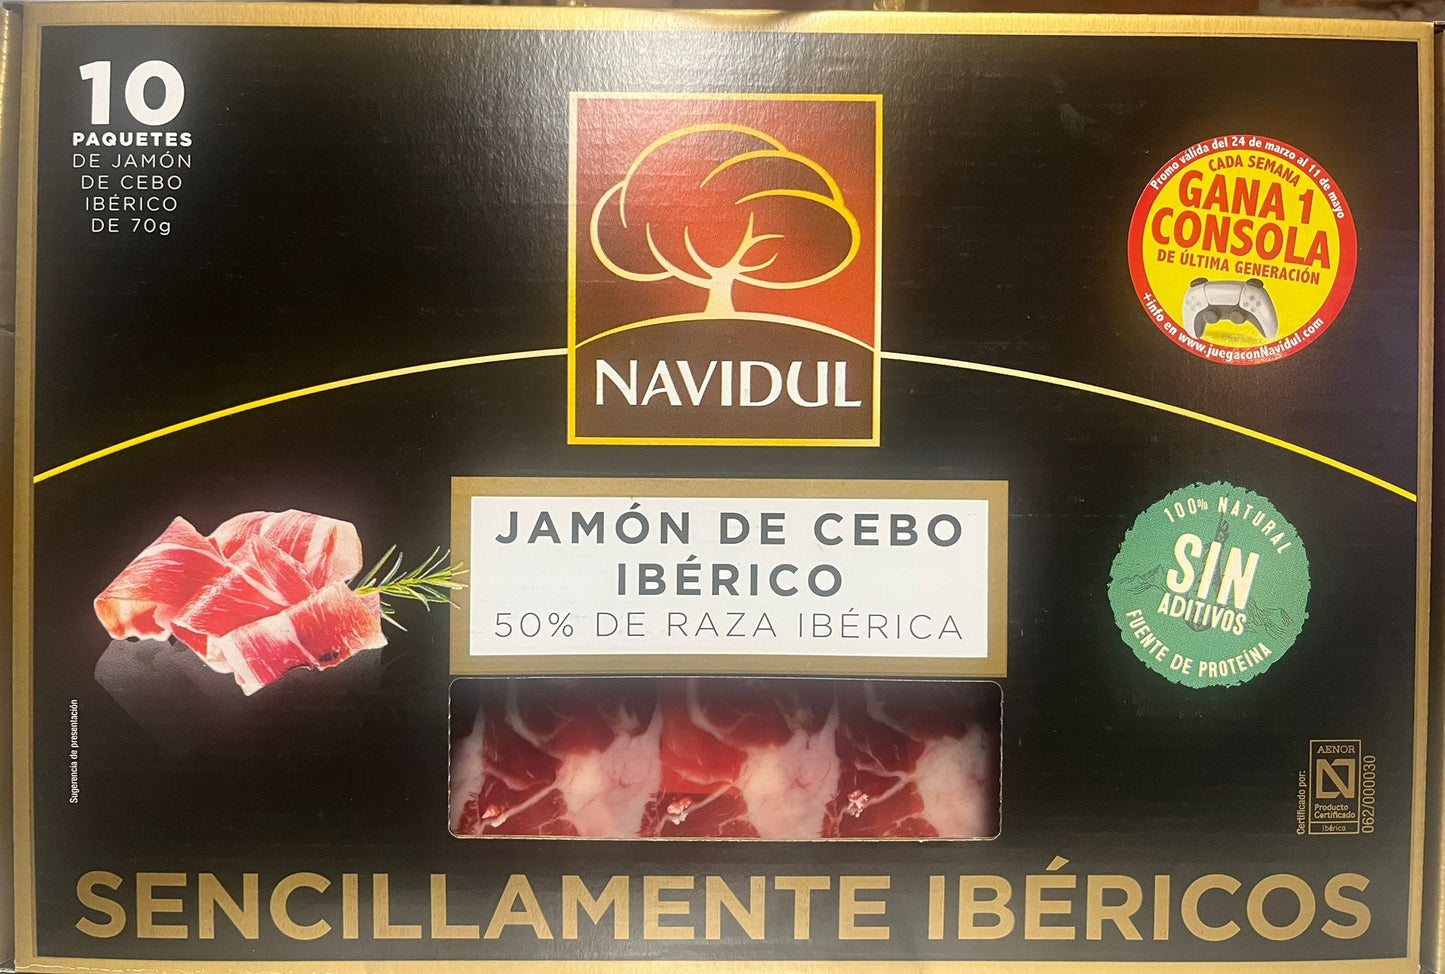 10
PAQUETES
DE JAMÓN
DE CEBO
IBÉRICO
DE 70g
NAVIDUL
Promo válida del 24 de marzo al 11 de mayo
CADA SEMANA
GANA 1
CONSOLA
DE ÚLTIMA GENERACIÓN
+info en www.juegaconNavidul.com
JAMÓN DE CEBO
IBÉRICO
50% DE RAZA IBÉRICA
100% NATURAL
SIN
ADITIVOS
FUENTE DE PROTEÍNA
Sugerencia de presentación
Certificado por:
AENOR
Producto
Certificado
Ibérico
062/000030
SENCILLAMENTE IBÉRICOS